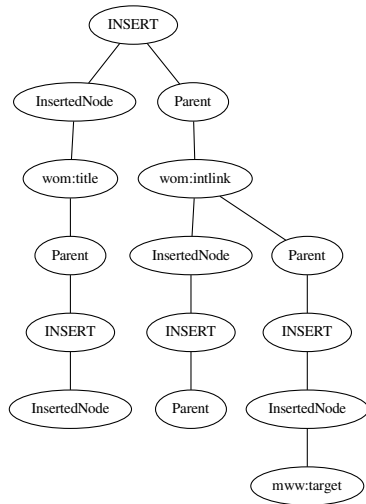 INSERT
InsertedNode Parent
wom:title wom:intlink
Parent InsertedNode Parent
INSERT INSERT INSERT
InsertedNode Parent InsertedNode
mww:target